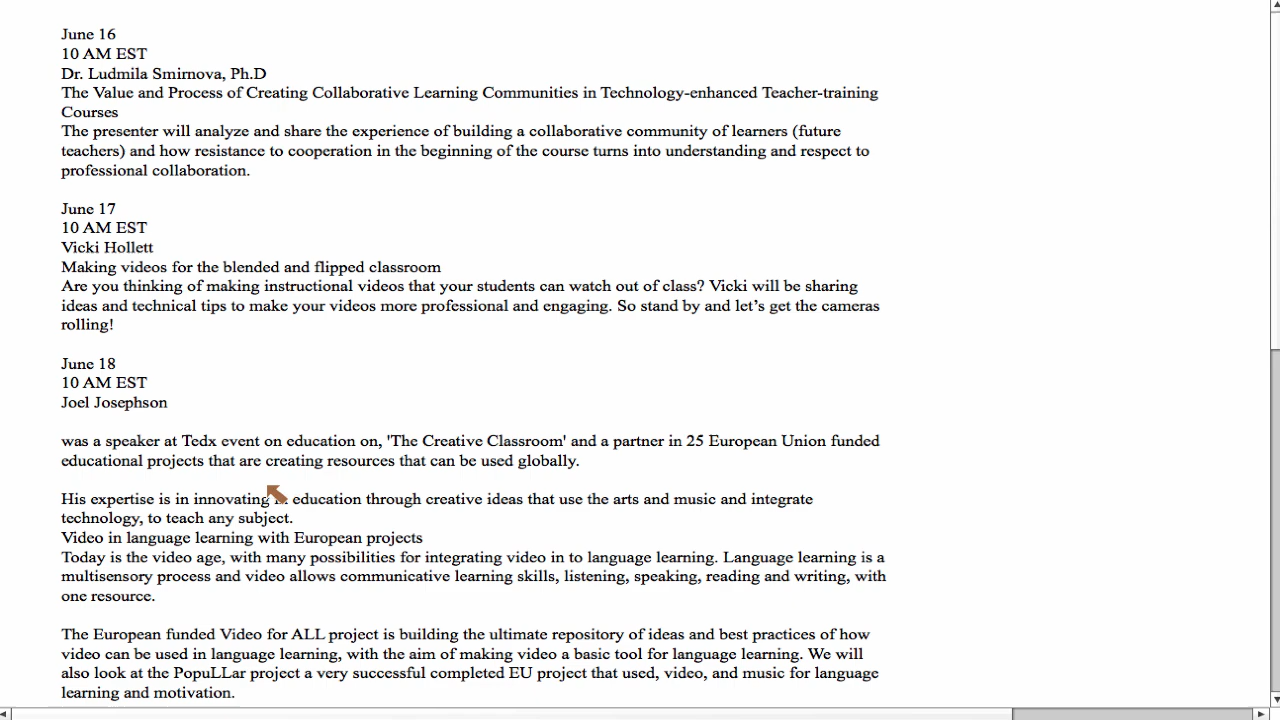 June 16
10 AM EST
Dr. Ludmila Smirnova, Ph.D
The Value and Process of Creating Collaborative Learning Communities in Technology-enhanced Teacher-training
Courses
The presenter will analyze and share the experience of building a collaborative community of learners (future
teachers) and how resistance to cooperation in the beginning of the course turns into understanding and respect to
professional collaboration.
June 17
10 AM EST
Vicki Hollett
Making videos for the blended and flipped classroom
Are you thinking of making instructional videos that your students can watch out of class? Vicki will be sharing
ideas and technical tips to make your videos more professional and engaging. So stand by and let’s get the cameras
rolling!
June 18
10 AM EST
Joel Josephson
was a speaker at Tedx event on education on, 'The Creative Classroom' and a partner in 25 European Union funded
educational projects that are creating resources that can be used globally.
His expertise is in innovating education through creative ideas that use the arts and music and integrate
technology, to teach any subject.
Video in language learning with European projects
Today is the video age, with many possibilities for integrating video in to language learning. Language learning is a
multisensory process and video allows communicative learning skills, listening, speaking, reading and writing, with
one resource.
The European funded Video for ALL project is building the ultimate repository of ideas and best practices of how
video can be used in language learning, with the aim of making video a basic tool for language learning. We will
also look at the PopuLLar project a very successful completed EU project that used, video, and music for language
learning and motivation.